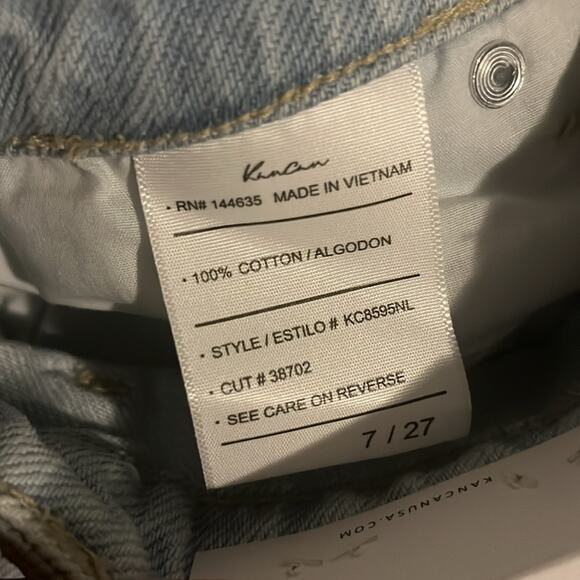 KanCan
• RN# 144635 MADE IN VIETNAM
• 100% COTTON / ALGODON
• STYLE / ESTILO # KC8595NL
• CUT # 38702
• SEE CARE ON REVERSE
7 / 27
KANCANUSA.COM